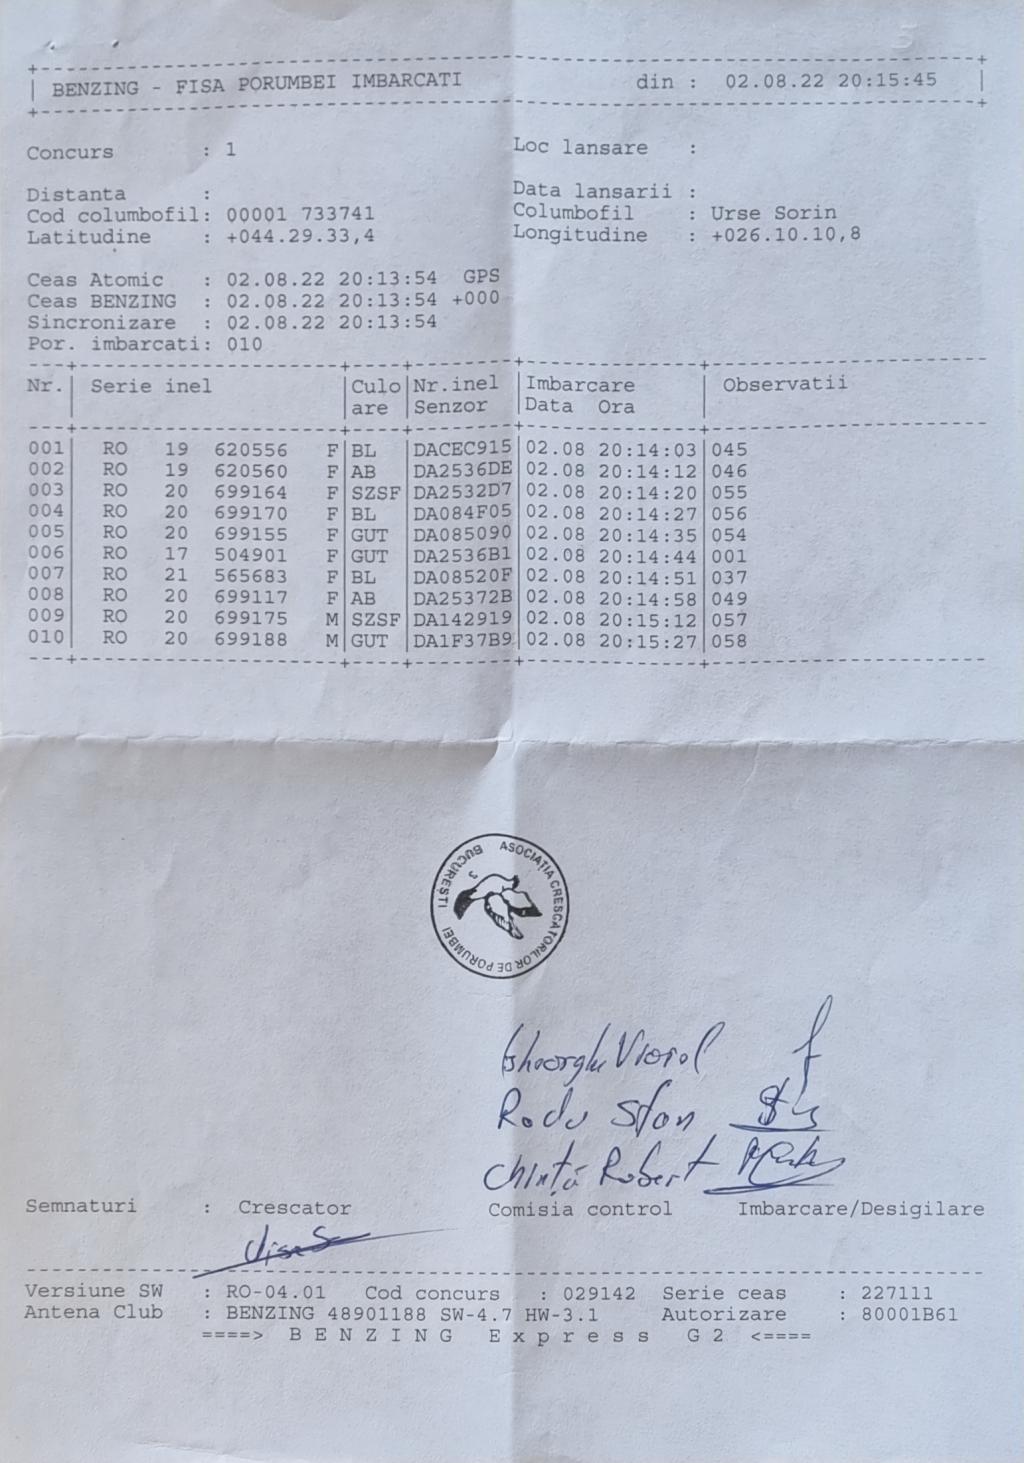 BENZING - FISA PORUMBEI IMBARCATI din : 02.08.22 20:15:45
Concurs : 1 Loc lansare :
Distanta : Data lansarii :
Cod columbofil: 00001 733741 Columbofil : Urse Sorin
Latitudine : +044.29.33,4 Longitudine : +026.10.10,8
Ceas Atomic : 02.08.22 20:13:54 GPS
Ceas BENZING : 02.08.22 20:13:54 +000
Sincronizare : 02.08.22 20:13:54
Por. imbarcati: 010
Nr. Serie inel Culo Nr.inel Imbarcare Observatii
are Senzor Data Ora
001 RO 19 620556 F BL DACEC915 02.08 20:14:03 045
002 RO 19 620560 F AB DA2536DE 02.08 20:14:12 046
003 RO 20 699164 F SZSF DA2532D7 02.08 20:14:20 055
004 RO 20 699170 F BL DA084F05 02.08 20:14:27 056
005 RO 20 699155 F GUT DA085090 02.08 20:14:35 054
006 RO 17 504901 F GUT DA2536B1 02.08 20:14:44 001
007 RO 21 565683 F BL DA08520F 02.08 20:14:51 037
008 RO 20 699117 F AB DA25372B 02.08 20:14:58 049
009 RO 20 699175 M SZSF DA142919 02.08 20:15:12 057
010 RO 20 699188 M GUT DA1F37B9 02.08 20:15:27 058
ASOCIAȚIA CRESCATORILOR DE PORUMBEI BUCUREȘTI
3
Gheorghe Viorel
Radu Stan
Chiață Robert
Semnaturi : Crescator Comisia control Imbarcare/Desigilare
Versiune SW : RO-04.01 Cod concurs : 029142 Serie ceas : 227111
Antena Club : BENZING 48901188 SW-4.7 HW-3.1 Autorizare : 80001B61
====> B E N Z I N G E x p r e s s G 2 <====